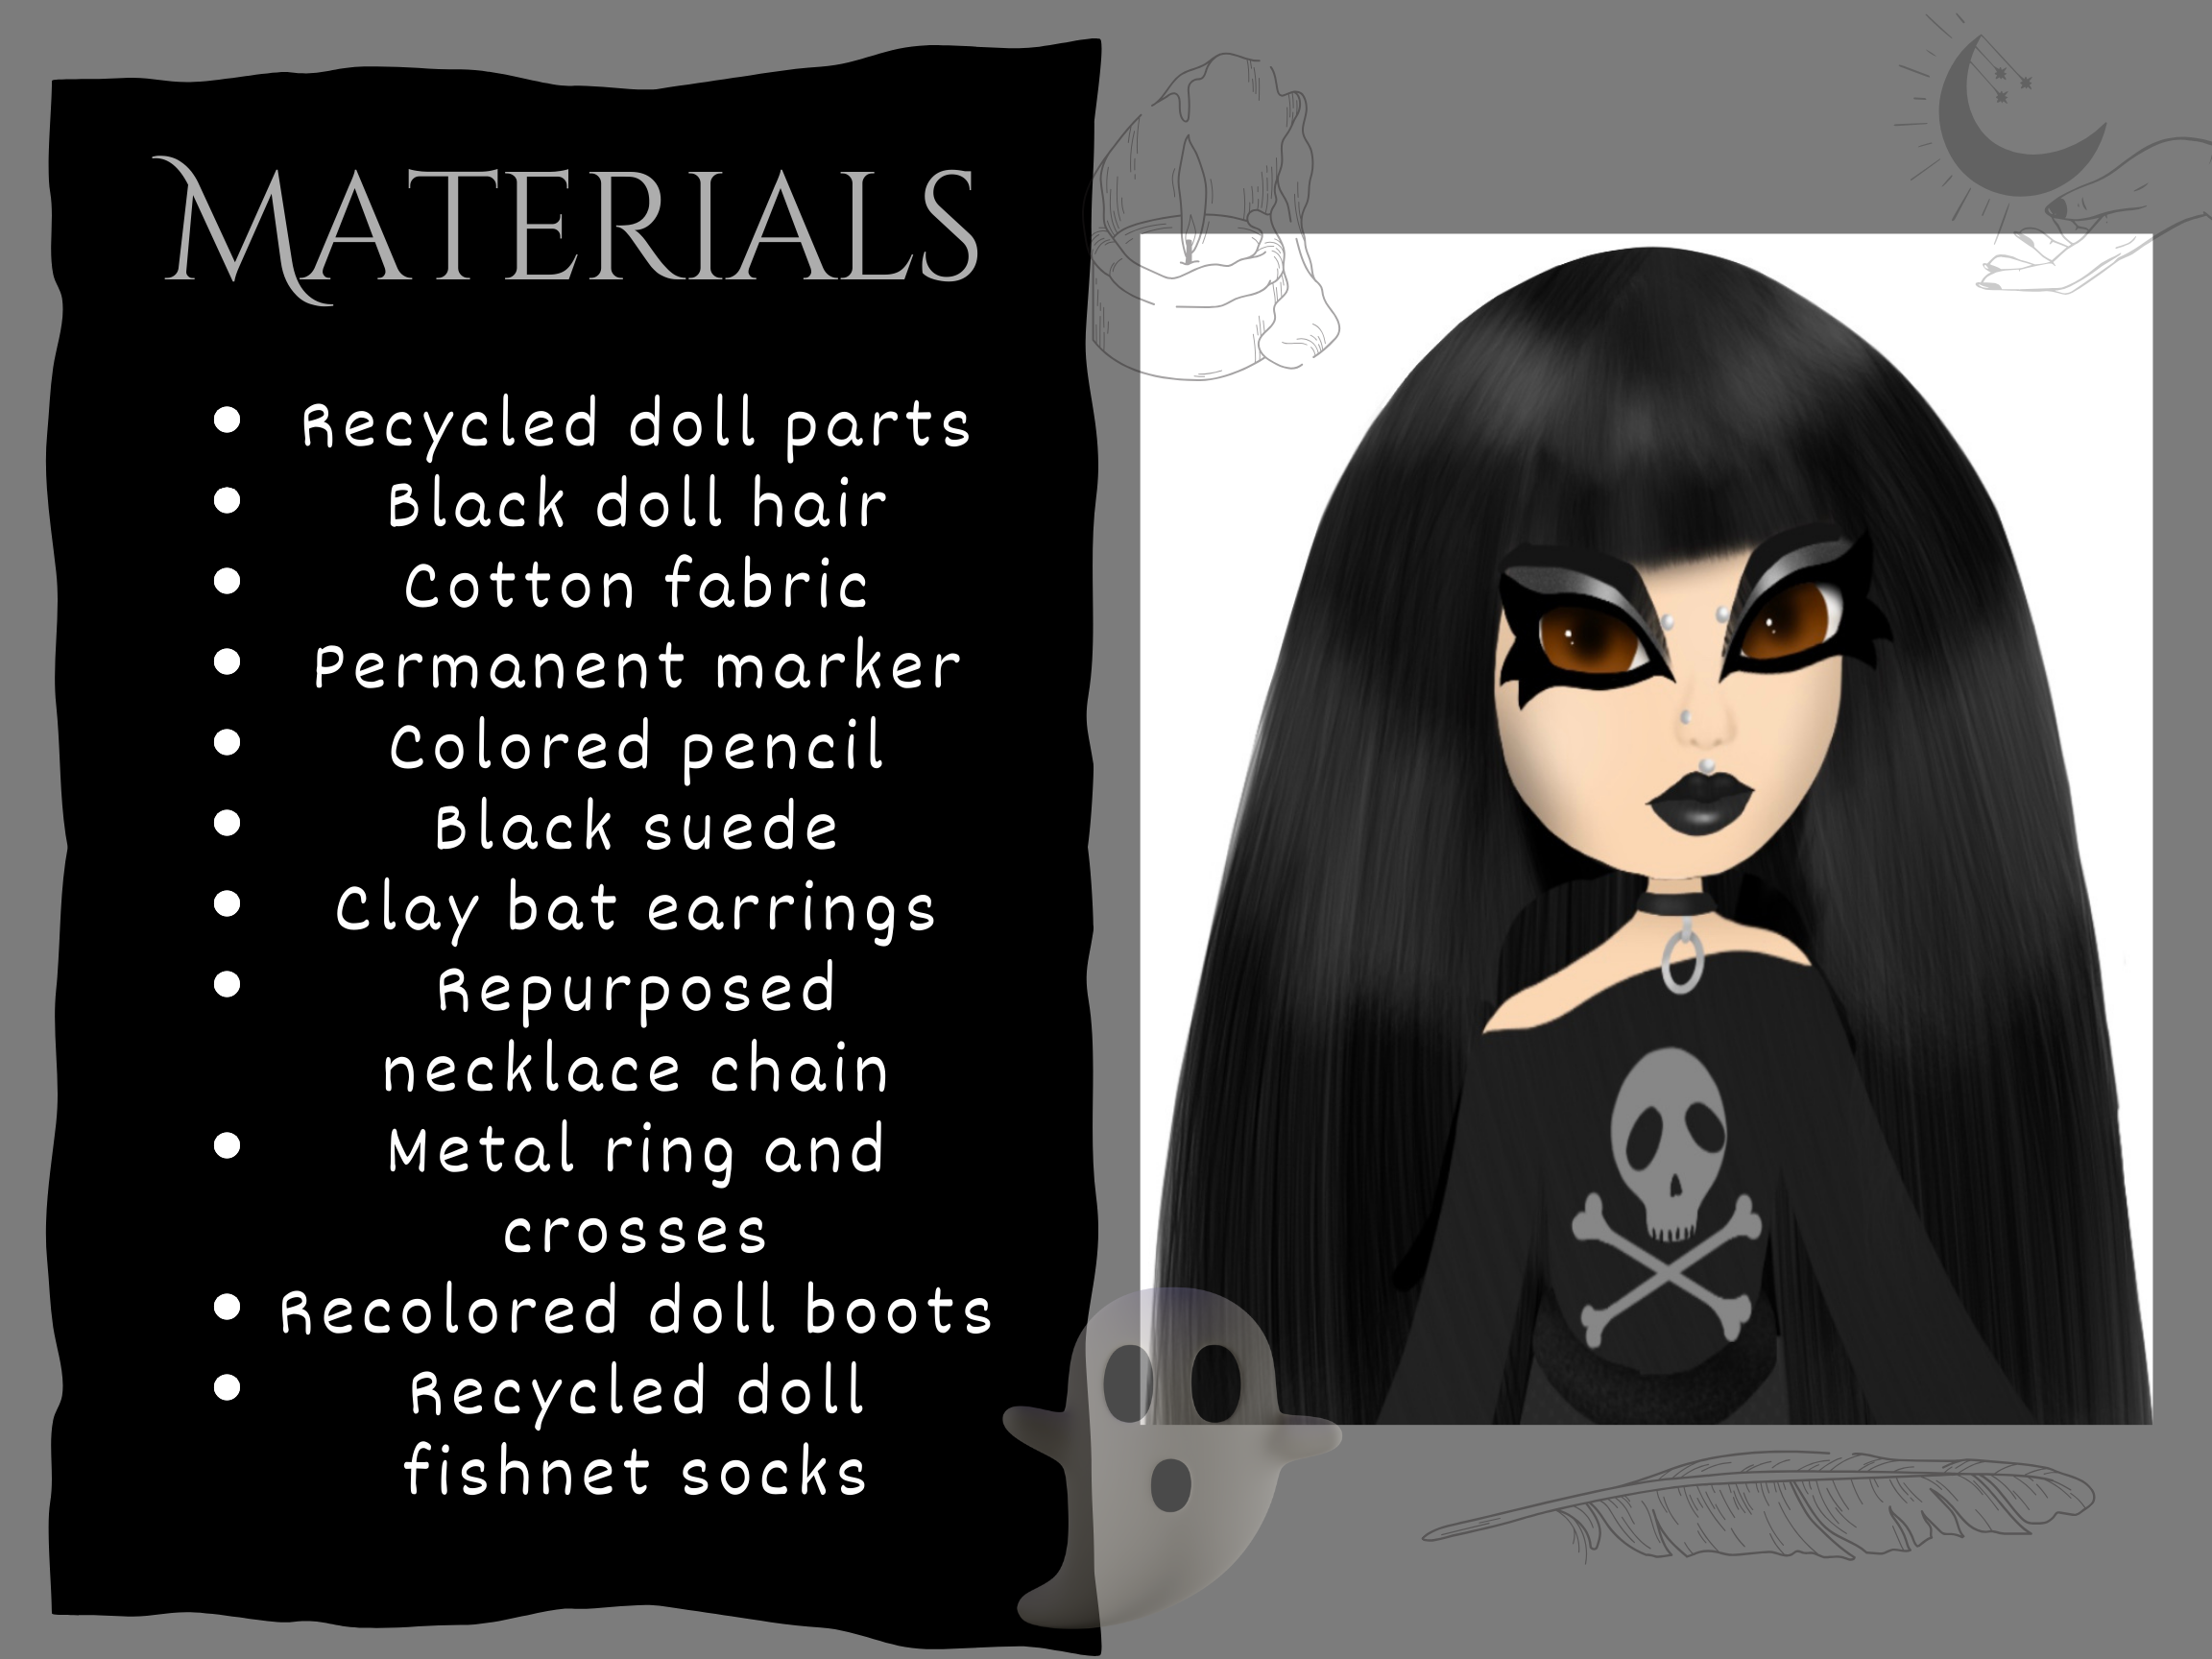 Materials
• Recycled doll parts
• Black doll hair
• Cotton fabric
• Permanent marker
• Colored pencil
• Black suede
• Clay bat earrings
• Repurposed
necklace chain
• Metal ring and
crosses
• Recolored doll boots
• Recycled doll
fishnet socks